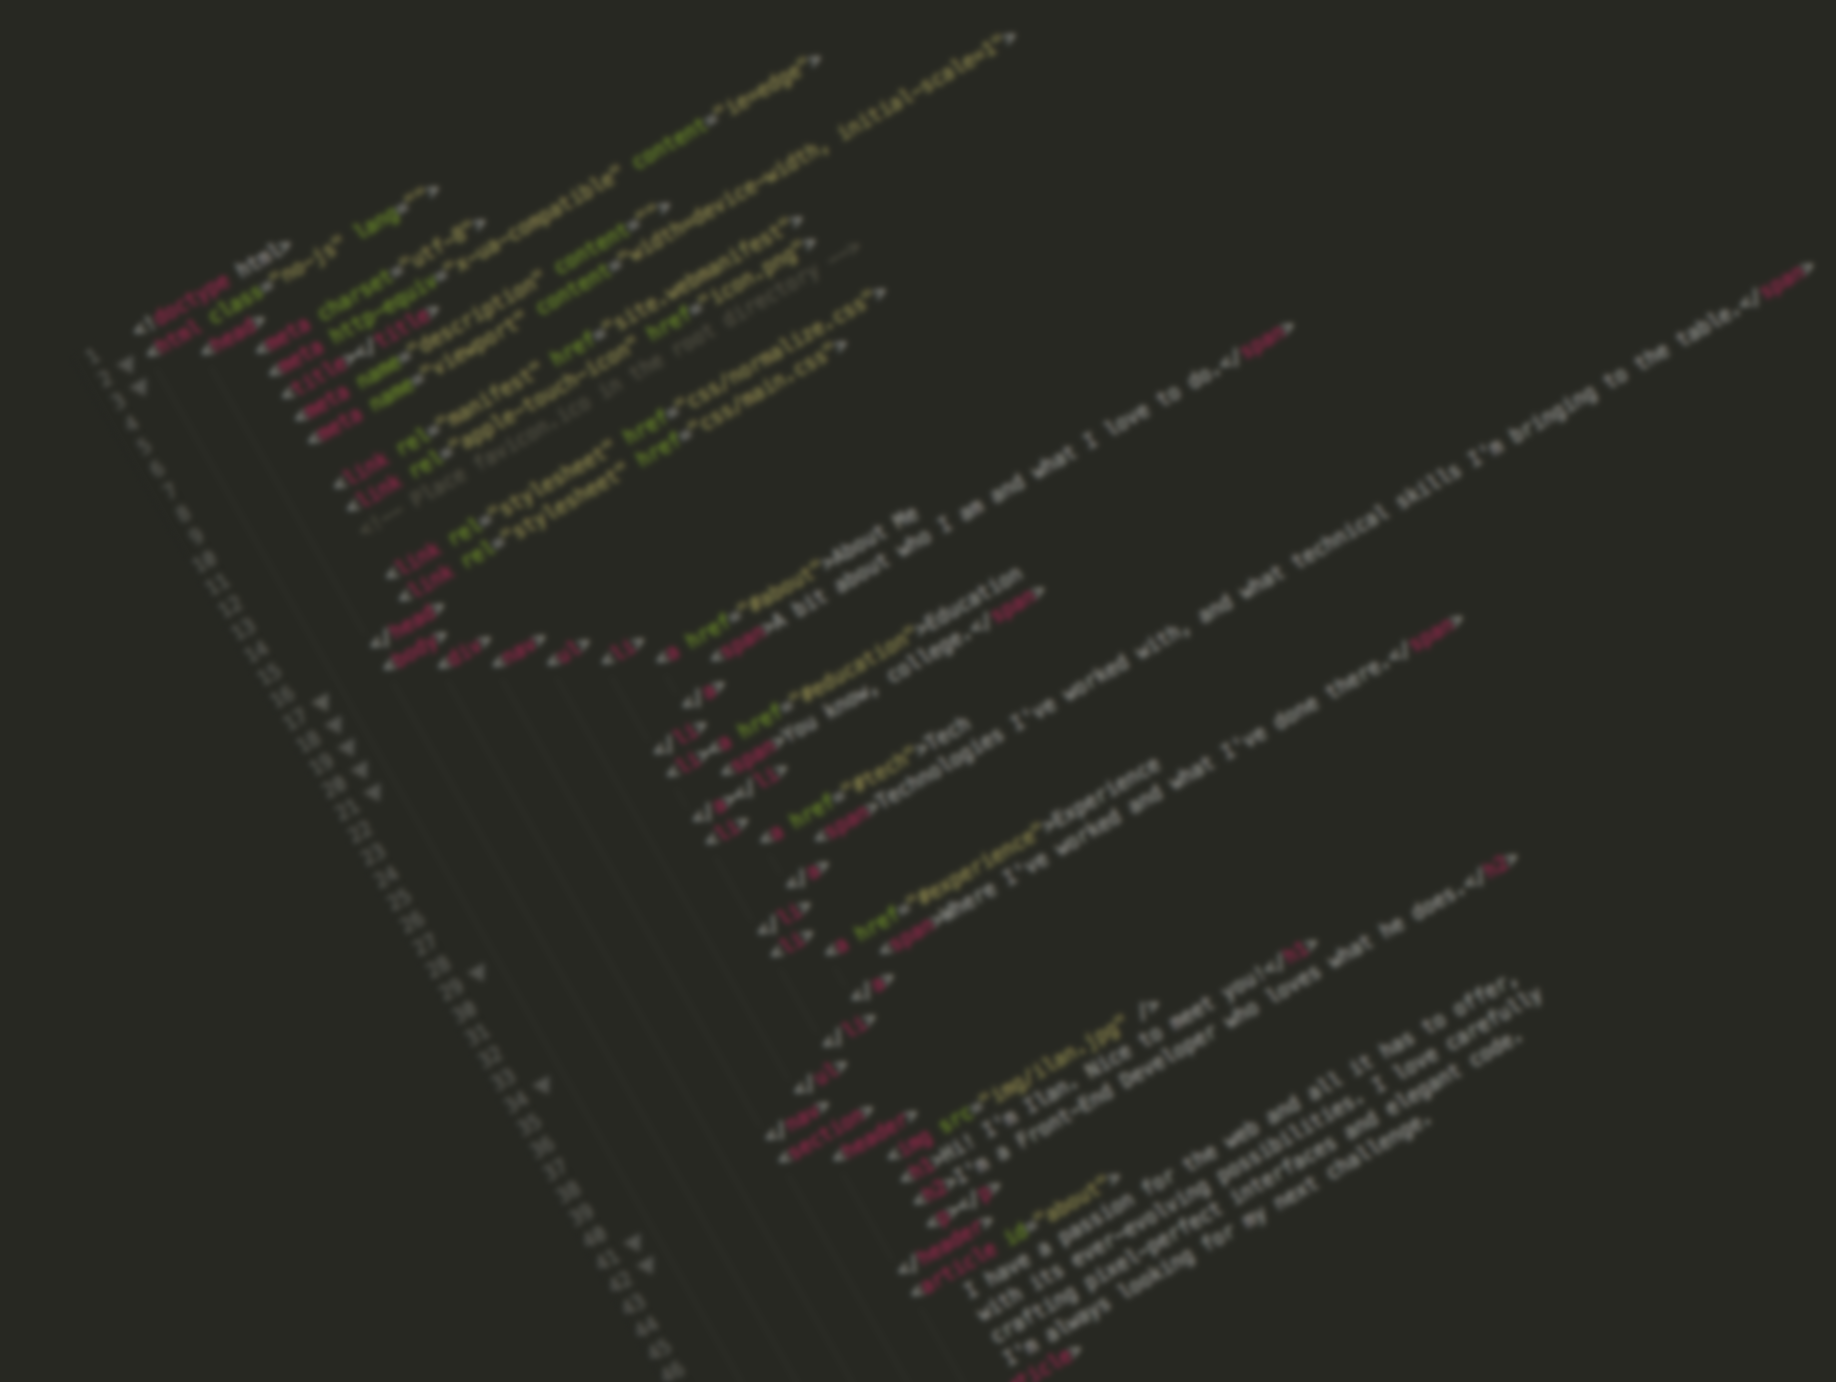 <!doctype html>
<html class="no-js" lang="">
<head>
<meta charset="utf-8">
<meta http-equiv="x-ua-compatible" content="ie=edge">
<title></title>
<meta name="description" content="">
<meta name="viewport" content="width=device-width, initial-scale=1">
<link rel="manifest" href="site.webmanifest">
<link rel="apple-touch-icon" href="icon.png">
<!-- Place favicon.ico in the root directory -->
<link rel="stylesheet" href="css/normalize.css">
<link rel="stylesheet" href="css/main.css">
</head>
<body> <div> <nav> <ul> <li> <a href="#about">About Me
<span>A bit about who I am and what I love to do.</span>
</a>
</li>
<li><a href="#education">Education
<span>You know, college.</span>
</a></li>
<li> <a href="#tech">Tech
<span>Technologies I've worked with, and what technical skills I'm bringing to the table.</span>
</a>
</li>
<li> <a href="#experience">Experience
<span>Where I've worked and what I've done there.</span>
</a>
</li>
</ul>
</nav>
<section> <header> <img src="img/ilan.jpg" />
<h1>Hi! I'm Ilan. Nice to meet you!</h1>
<h2>I'm a Front-End Developer who loves what he does.</h2>
<p></p>
</header>
<article id="about">
I have a passion for the web and all it has to offer,
with its ever-evolving possibilities. I love carefully
crafting pixel-perfect interfaces and elegant code.
I'm always looking for my next challenge.